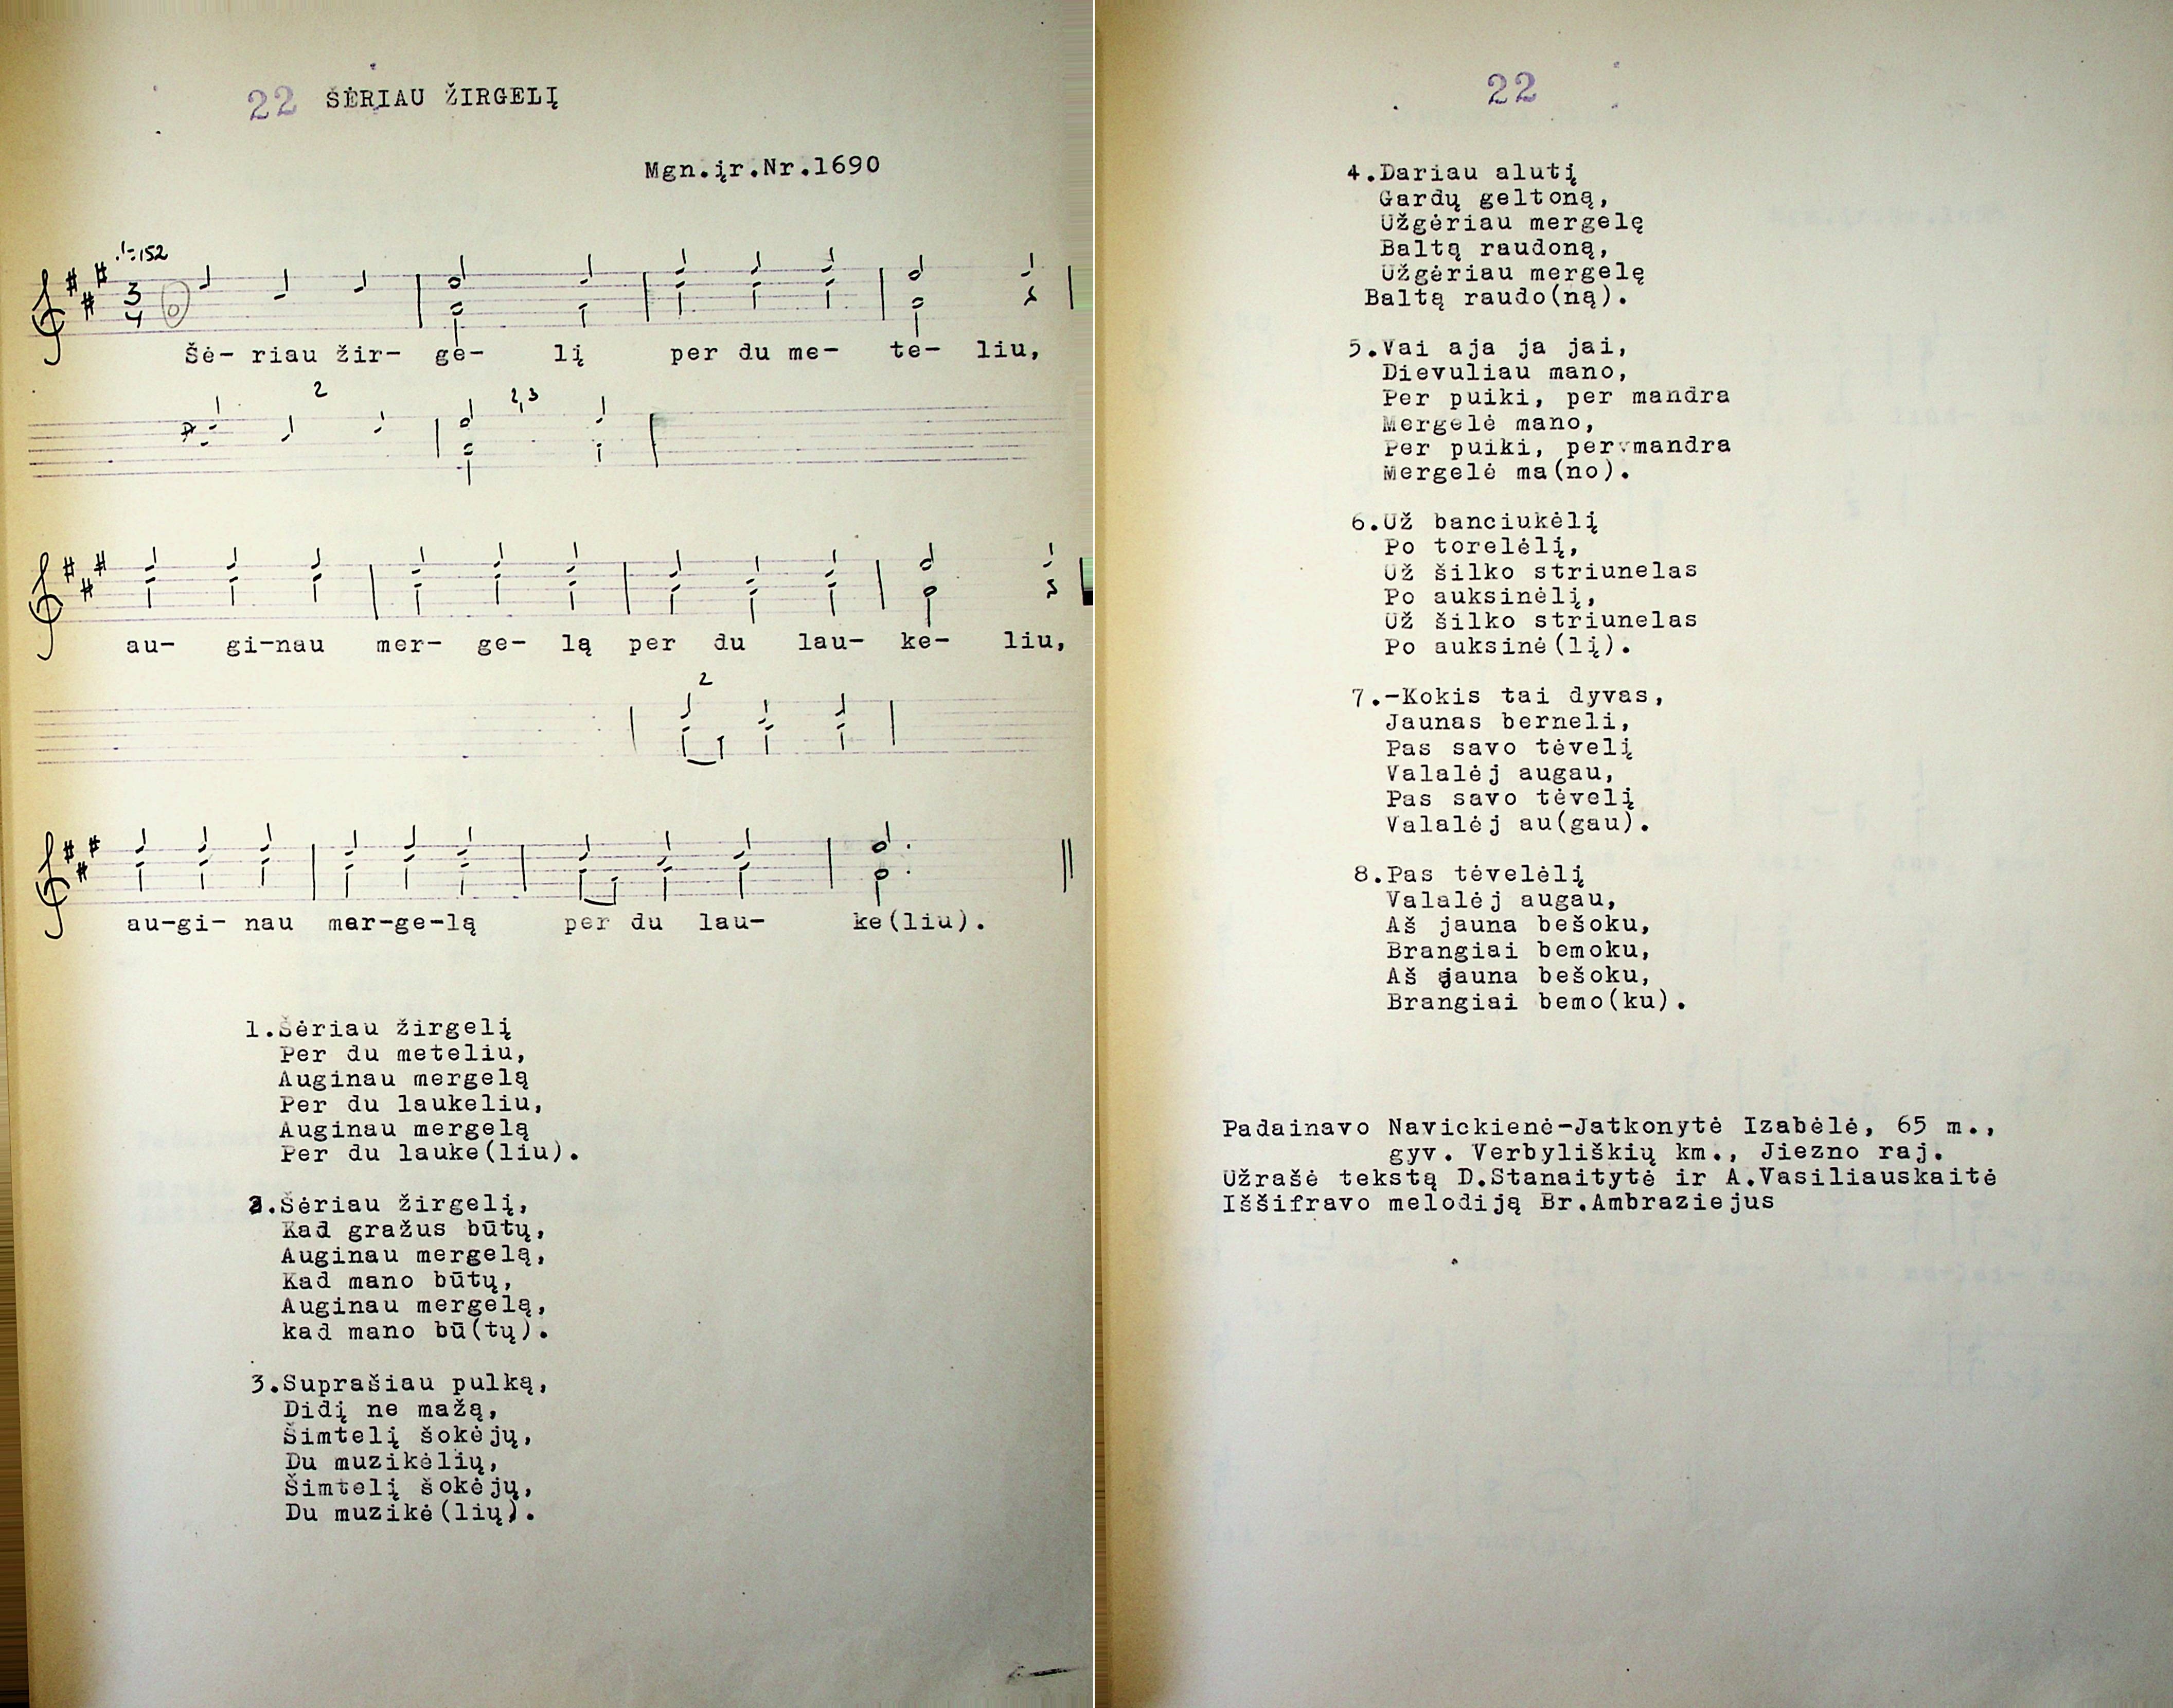 22 ŠĖRIAU ŽIRGELĮ
Mgn.įr.Nr.1690
♩=152
3
4
Šė- riau žir- ge- lį per du me- te- liu,
2 2,3
au- gi-nau mer- ge- lą per du lau- ke- liu,
2
au-gi- nau mer-ge-lą per du lau- ke(liu).
1.Šėriau žirgelį
Per du meteliu,
Auginau mergelą
Per du laukeliu,
Auginau mergelą
Per du lauke(liu).
2.Šėriau žirgelį,
Kad gražus būtų,
Auginau mergelą,
Kad mano būtų,
Auginau mergelą,
kad mano bū(tų).
3.Suprašiau pulką,
Didį ne mažą,
Šimtelį šokėjų,
Du muzikėlių,
Šimtelį šokėjų,
Du muzikė(lių).
22
4.Dariau alutį
Gardų geltoną,
Užgėriau mergelę
Baltą raudoną,
Užgėriau mergelę
Baltą raudo(ną).
5.Vai aja ja jai,
Dievuliau mano,
Per puiki, per mandra
Mergelė mano,
Per puiki, per mandra
Mergelė ma(no).
6.Už banciukėlį
Po torelėlį,
Už šilko striunelas
Po auksinėlį,
Už šilko striunelas
Po auksinė(lį).
7.-Kokis tai dyvas,
Jaunas berneli,
Pas savo tėvelį
Valalėj augau,
Pas savo tėvelį
Valalėj au(gau).
8.Pas tėvelėlį
Valalėj augau,
Aš jauna bešoku,
Brangiai bemoku,
Aš jauna bešoku,
Brangiai bemo(ku).
Padainavo Navickienė-Jatkonytė Izabėlė, 65 m.,
gyv. Verbyliškių km., Jiezno raj.
Užrašė tekstą D.Stanaitytė ir A.Vasiliauskaitė
Iššifravo melodiją Br.Ambraziejus